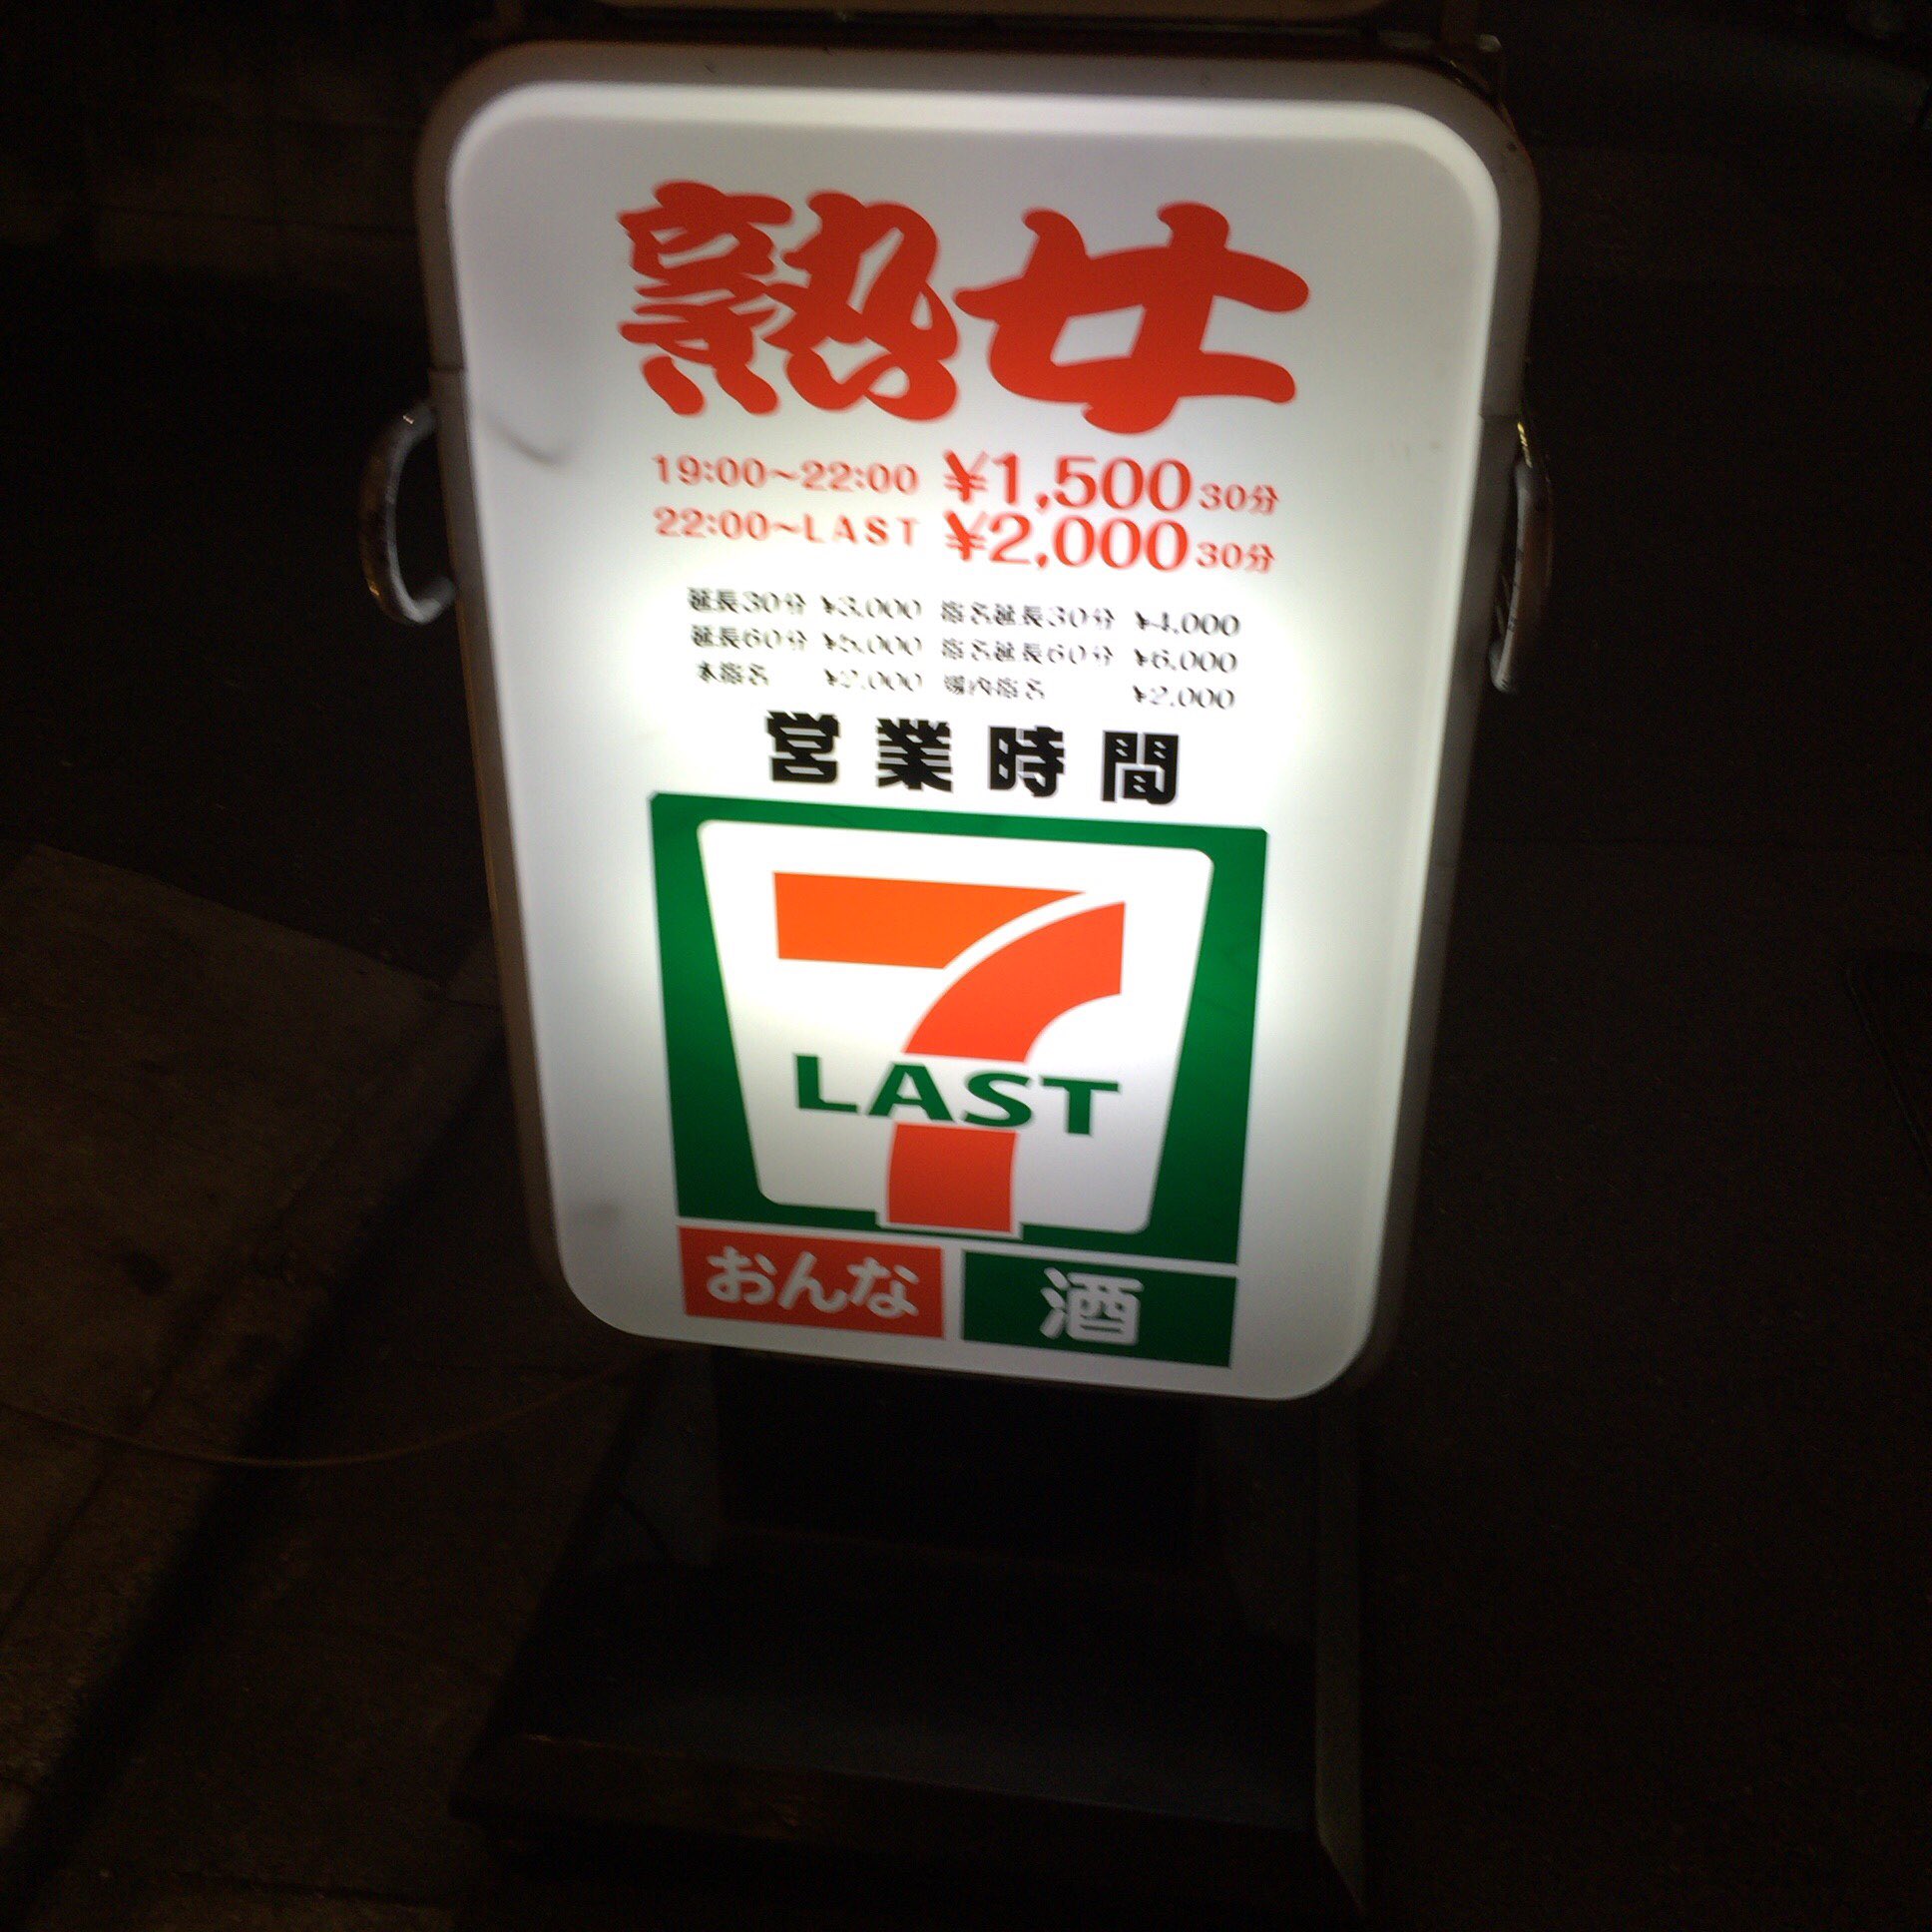 熟女
19:00~22:00 ¥1,500 30分
22:00~LAST ¥2,000 30分
延長30分 ¥3,000 指名延長30分 ¥4,000
延長60分 ¥5,000 指名延長60分 ¥6,000
本指名 ¥2,000 場内指名 ¥2,000
営業時間
7
LAST
おんな 酒